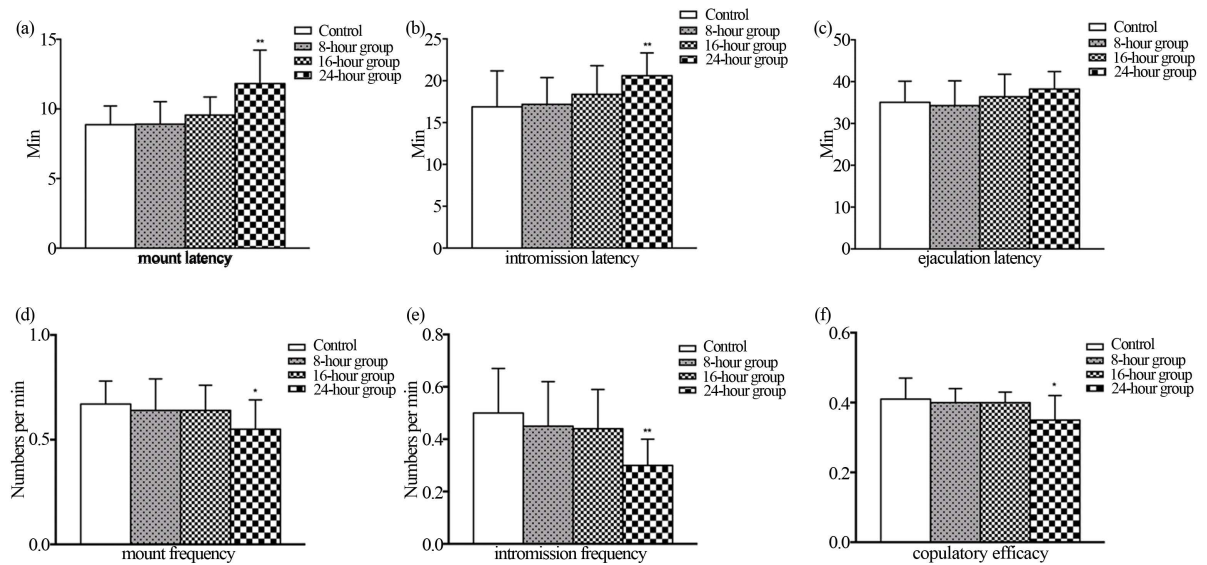 (a)
Control
8-hour group
16-hour group
24-hour group
15
10
5
0
Min
**
mount latency
(b)
Control
8-hour group
16-hour group
24-hour group
25
20
15
10
5
0
Min
**
intromission latency
(c)
Control
8-hour group
16-hour group
24-hour group
50
40
30
20
10
0
Min
ejaculation latency
(d)
Control
8-hour group
16-hour group
24-hour group
1.0
0.5
0.0
Numbers per min
*
mount frequency
(e)
Control
8-hour group
16-hour group
24-hour group
0.8
0.6
0.4
0.2
0.0
Numbers per min
**
intromission frequency
(f)
Control
8-hour group
16-hour group
24-hour group
0.6
0.4
0.2
0.0
*
copulatory efficacy